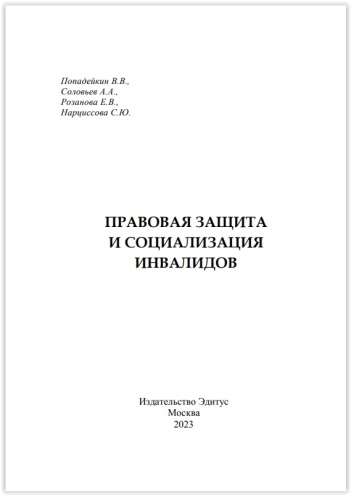 Попадейкин В.В.,
Соловьев А.А.,
Розанова Е.В.,
Нарциссова С.Ю.
ПРАВОВАЯ ЗАЩИТА
И СОЦИАЛИЗАЦИЯ
ИНВАЛИДОВ
Издательство Эдитус
Москва
2023